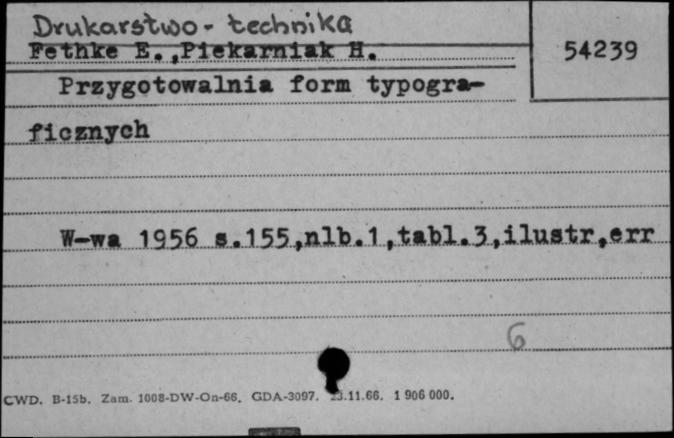 Drukarstwo - technika
Fethke E., Piekarniak H.
54239
Przygotowalnia form typogra-
ficznych
W-wa 1956 s.155,nlb.1,tabl.3,ilustr,err
6
CWD. B-15b. Zam. 1008-DW-On-66. GDA-3097. .11.66. 1 906 000.